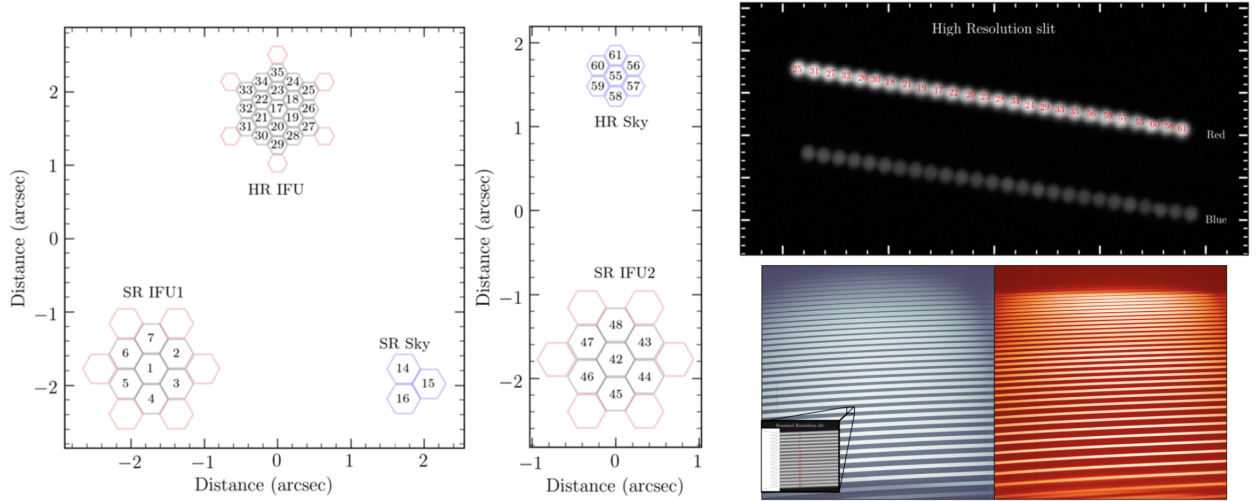 Distance (arcsec)
2
1
0
−1
−2
35
34 24
33 23 25
22 18
32 17 26
21 19
31 20 27
30 28
29
HR IFU
SR IFU1
7
6 2
1
5 3
4
SR Sky
14
15
16
−2 −1 0 1 2
Distance (arcsec)
Distance (arcsec)
2
1
0
−1
−2
61
60 56
55
59 57
58
HR Sky
SR IFU2
48
47 43
42
46 44
45
−1 0 1
Distance (arcsec)
High Resolution slit
Red
Blue
Standard Resolution slit